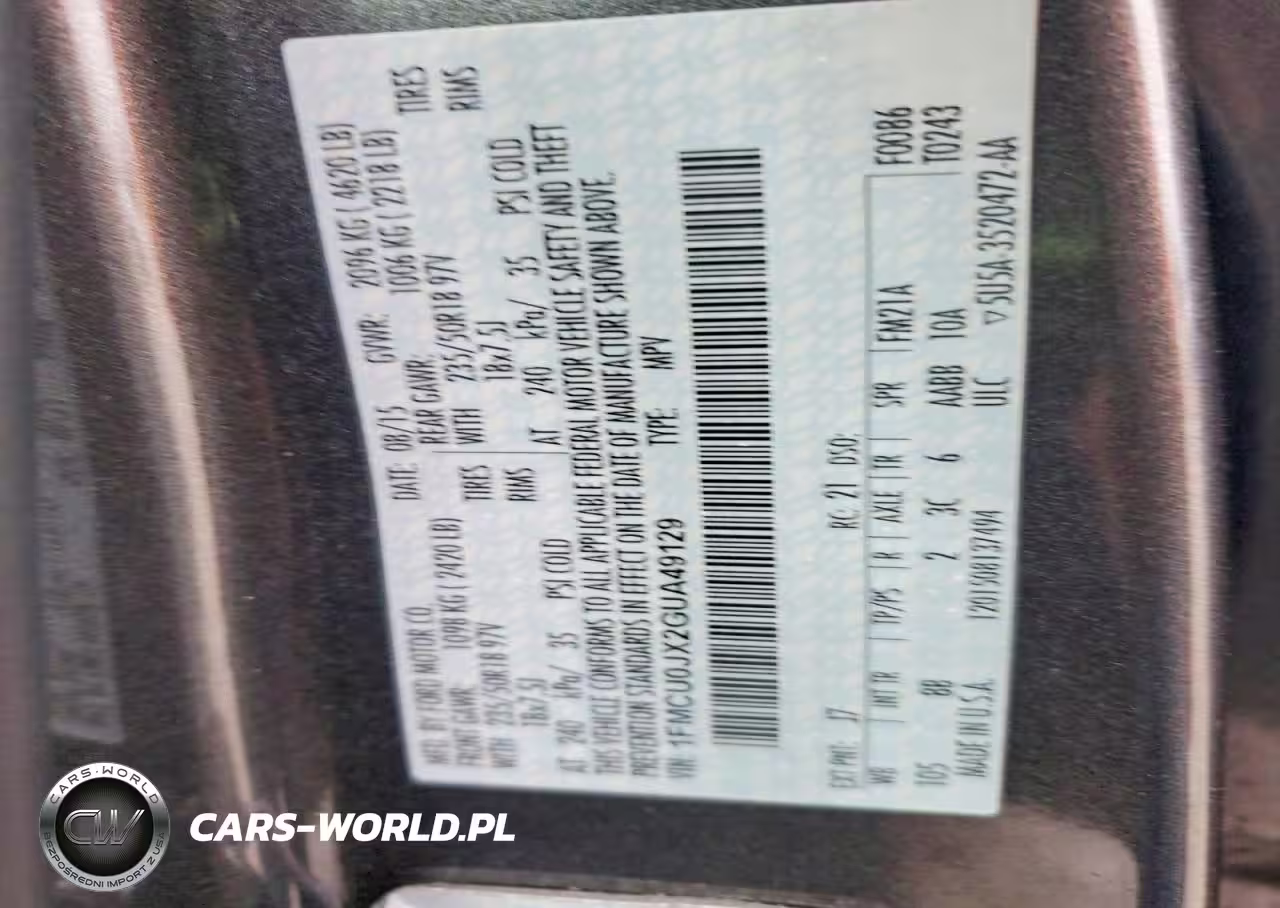 MFD. BY FORD MOTOR CO.
DATE: 08/15 GVWR: 2096 KG ( 4620 LB)
FRONT GAWR: 1098 KG ( 2420 LB)
REAR GAWR: 1006 KG ( 2218 LB)
WITH 235/50R18 97V TIRES
WITH 235/50R18 97V TIRES
18x7.5J RIMS
18x7.5J RIMS
AT 240 kPa/ 35 PSI COLD
AT 240 kPa/ 35 PSI COLD
THIS VEHICLE CONFORMS TO ALL APPLICABLE FEDERAL MOTOR VEHICLE SAFETY AND THEFT
PREVENTION STANDARDS IN EFFECT ON THE DATE OF MANUFACTURE SHOWN ABOVE.
VIN: 1FMCU0JX2GUA49129 TYPE: MPV
EXT PNT: J7 RC: 21 DSO: F0086
WB INT TR TP/PS R AXLE TR SPR FM21A T0243
105 BB 2 3C 6 AABB 10A
MADE IN U.S.A. 1201508137494 ULC ▽5U5A-3520472-AA
CARS-WORLD
CW
BEZPOŚREDNI IMPORT Z USA
CARS-WORLD.PL